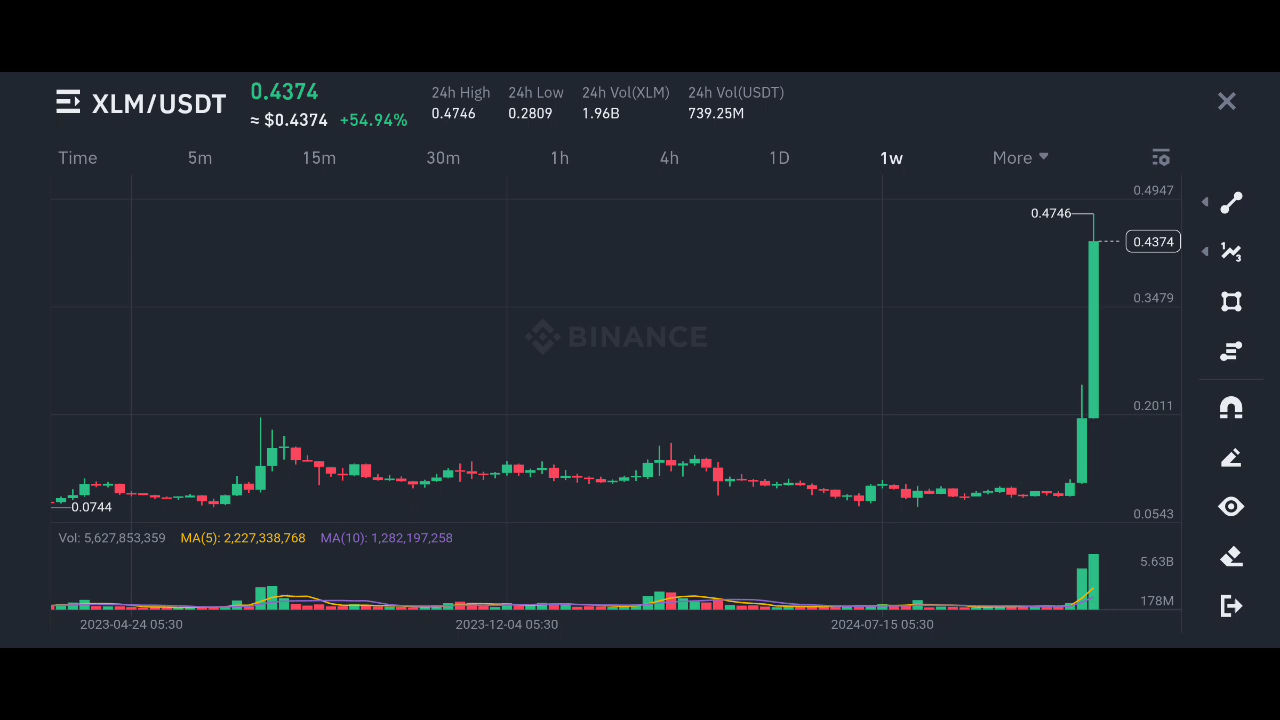 XLM/USDT
0.4374
≈ $0.4374 +54.94%
24h High 24h Low 24h Vol(XLM) 24h Vol(USDT)
0.4746 0.2809 1.96B 739.25M
Time 5m 15m 30m 1h 4h 1D 1w More
0.4947
0.4746
0.4374
0.3479
BINANCE
0.2011
0.0744
0.0543
Vol: 5,627,853,359 MA(5): 2,227,338,768 MA(10): 1,282,197,258
5.63B
178M
2023-04-24 05:30 2023-12-04 05:30 2024-07-15 05:30